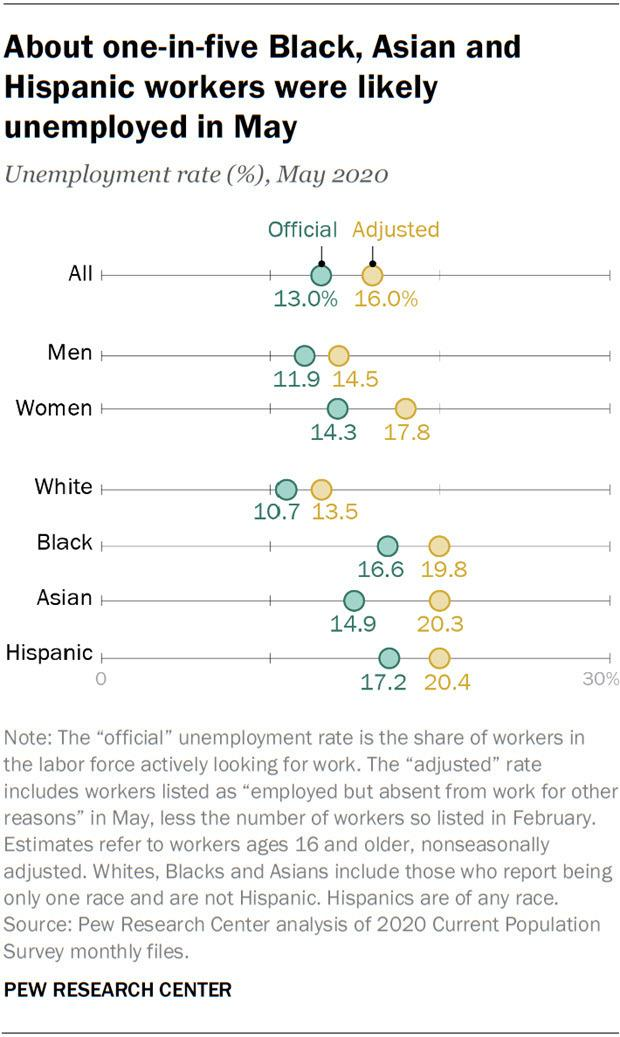 About one-in-five Black, Asian and
Hispanic workers were likely
unemployed in May
Unemployment rate (%), May 2020
Official Adjusted
All
13.0% 16.0%
Men
11.9 14.5
Women
14.3 17.8
White
10.7 13.5
Black
16.6 19.8
Asian
14.9 20.3
Hispanic
0 17.2 20.4 30%
Note: The “official” unemployment rate is the share of workers in
the labor force actively looking for work. The “adjusted” rate
includes workers listed as “employed but absent from work for other
reasons” in May, less the number of workers so listed in February.
Estimates refer to workers ages 16 and older, nonseasonally
adjusted. Whites, Blacks and Asians include those who report being
only one race and are not Hispanic. Hispanics are of any race.
Source: Pew Research Center analysis of 2020 Current Population
Survey monthly files.
PEW RESEARCH CENTER